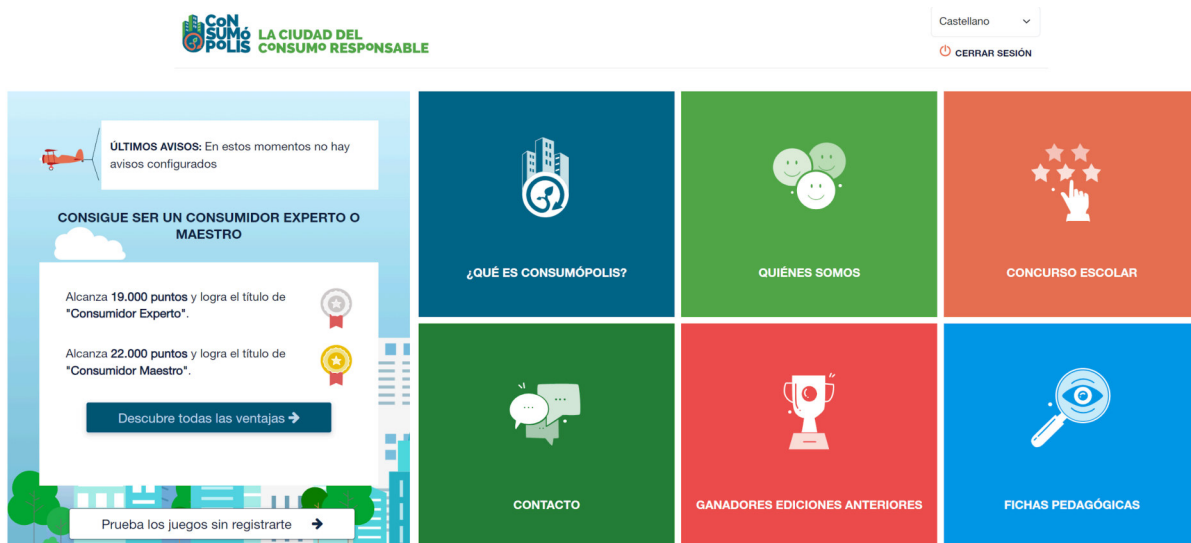 CONSUMÓPOLIS
LA CIUDAD DEL
CONSUMO RESPONSABLE
Castellano
CERRAR SESIÓN
ÚLTIMOS AVISOS: En estos momentos no hay
avisos configurados
CONSIGUE SER UN CONSUMIDOR EXPERTO O
MAESTRO
Alcanza 19.000 puntos y logra el título de
"Consumidor Experto".
Alcanza 22.000 puntos y logra el título de
"Consumidor Maestro".
Descubre todas las ventajas
Prueba los juegos sin registrarte
¿QUÉ ES CONSUMÓPOLIS?
QUIÉNES SOMOS
CONCURSO ESCOLAR
CONTACTO
GANADORES EDICIONES ANTERIORES
FICHAS PEDAGÓGICAS